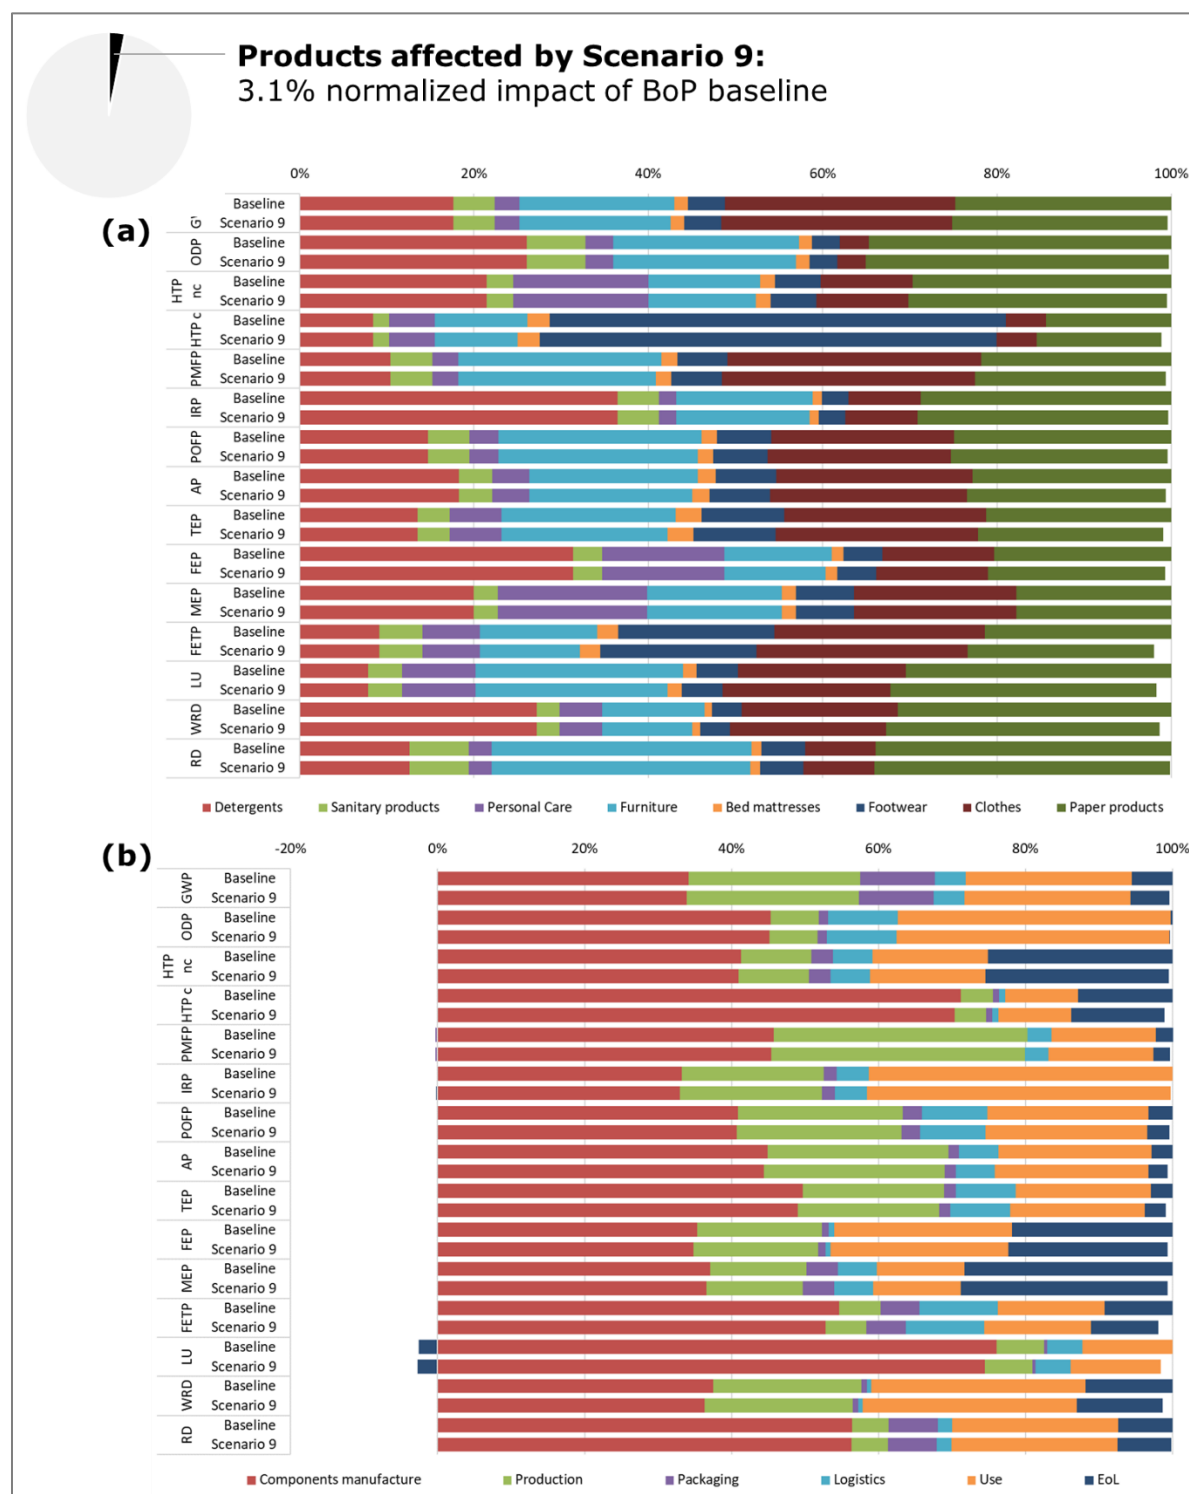 Products affected by Scenario 9:
3.1% normalized impact of BoP baseline
(a)
0% 20% 40% 60% 80% 100%
Baseline
G'
Scenario 9
Baseline
ODP
Scenario 9
Baseline
HTP nc
Scenario 9
Baseline
HTP c
Scenario 9
Baseline
PMFP
Scenario 9
Baseline
IRP
Scenario 9
Baseline
POFP
Scenario 9
Baseline
AP
Scenario 9
Baseline
TEP
Scenario 9
Baseline
FEP
Scenario 9
Baseline
MEP
Scenario 9
Baseline
FETP
Scenario 9
Baseline
LU
Scenario 9
Baseline
WRD
Scenario 9
Baseline
RD
Scenario 9
Detergents Sanitary products Personal Care Furniture Bed mattresses Footwear Clothes Paper products
(b)
-20% 0% 20% 40% 60% 80% 100%
Baseline
GWP
Scenario 9
Baseline
ODP
Scenario 9
Baseline
HTP nc
Scenario 9
Baseline
HTP c
Scenario 9
Baseline
PMFP
Scenario 9
Baseline
IRP
Scenario 9
Baseline
POFP
Scenario 9
Baseline
AP
Scenario 9
Baseline
TEP
Scenario 9
Baseline
FEP
Scenario 9
Baseline
MEP
Scenario 9
Baseline
FETP
Scenario 9
Baseline
LU
Scenario 9
Baseline
WRD
Scenario 9
Baseline
RD
Scenario 9
Components manufacture Production Packaging Logistics Use EoL